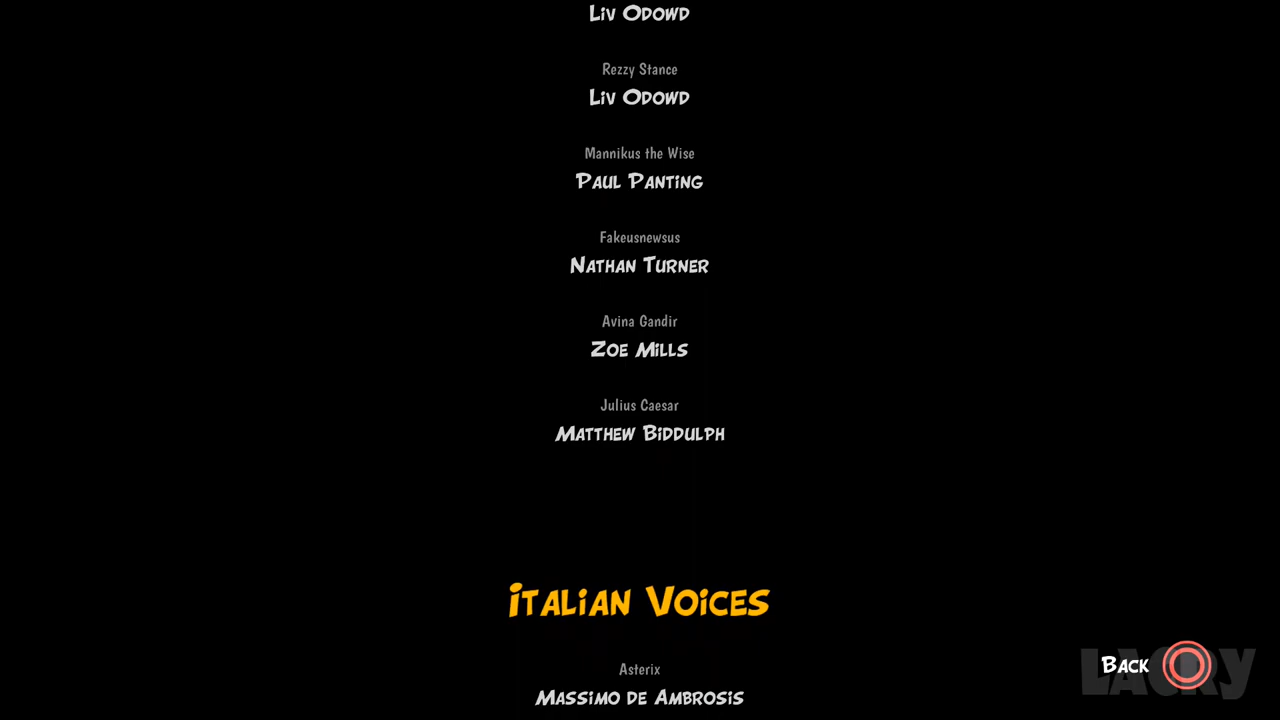 Liv Odowd
Rezzy Stance
Liv Odowd
Mannikus the Wise
Paul Panting
Fakeusnewsus
Nathan Turner
Avina Gandir
Zoe Mills
Julius Caesar
Matthew Biddulph
Italian Voices
Asterix
Massimo de Ambrosis
Back
LACRY